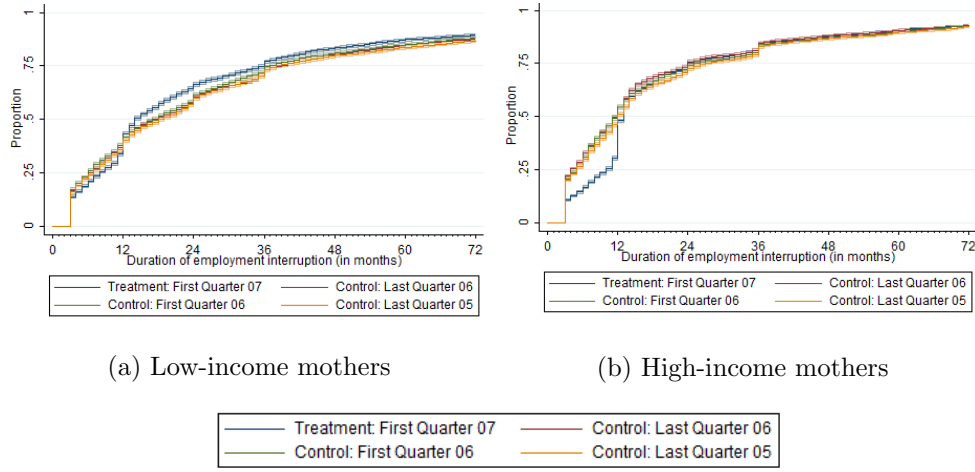 Proportion
0
.25
.5
.75
1
0 12 24 36 48 60 72
Duration of employment interruption (in months)
Treatment: First Quarter 07 Control: Last Quarter 06
Control: First Quarter 06 Control: Last Quarter 05
(a) Low-income mothers
Proportion
0
.25
.5
.75
1
0 12 24 36 48 60 72
Duration of employment interruption (in months)
Treatment: First Quarter 07 Control: Last Quarter 06
Control: First Quarter 06 Control: Last Quarter 05
(b) High-income mothers
Treatment: First Quarter 07 Control: Last Quarter 06
Control: First Quarter 06 Control: Last Quarter 05